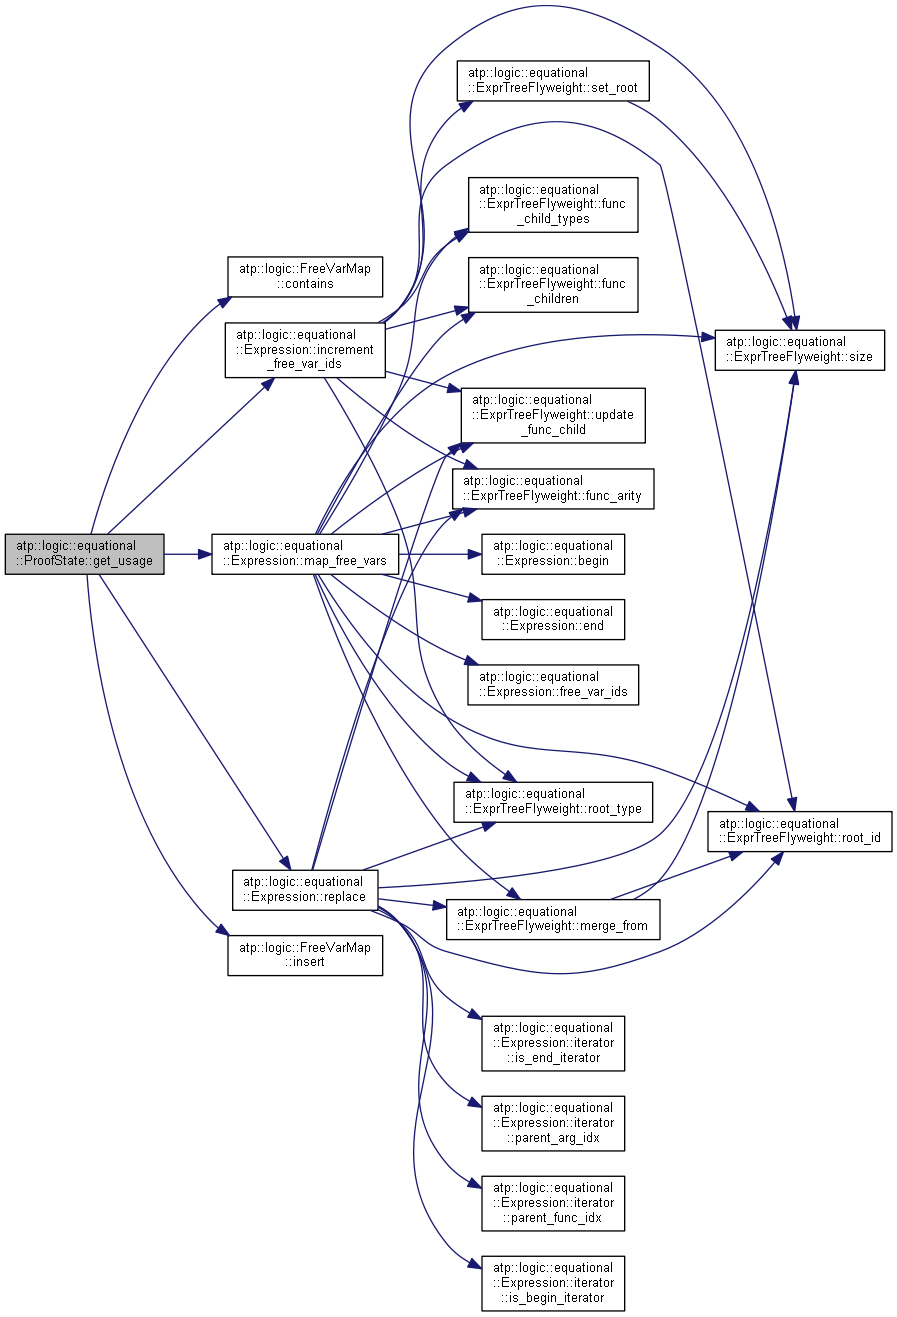 atp::logic::equational
::ExprTreeFlyweight::set_root
atp::logic::equational
::ExprTreeFlyweight::func
_child_types
atp::logic::FreeVarMap
::contains
atp::logic::equational
::ExprTreeFlyweight::func
_children
atp::logic::equational
::Expression::increment
_free_var_ids
atp::logic::equational
::ExprTreeFlyweight::size
atp::logic::equational
::ExprTreeFlyweight::update
_func_child
atp::logic::equational
::ExprTreeFlyweight::func_arity
atp::logic::equational
::ProofState::get_usage
atp::logic::equational
::Expression::map_free_vars
atp::logic::equational
::Expression::begin
atp::logic::equational
::Expression::end
atp::logic::equational
::Expression::free_var_ids
atp::logic::equational
::ExprTreeFlyweight::root_type
atp::logic::equational
::ExprTreeFlyweight::root_id
atp::logic::equational
::Expression::replace
atp::logic::equational
::ExprTreeFlyweight::merge_from
atp::logic::FreeVarMap
::insert
atp::logic::equational
::Expression::iterator
::is_end_iterator
atp::logic::equational
::Expression::iterator
::parent_arg_idx
atp::logic::equational
::Expression::iterator
::parent_func_idx
atp::logic::equational
::Expression::iterator
::is_begin_iterator